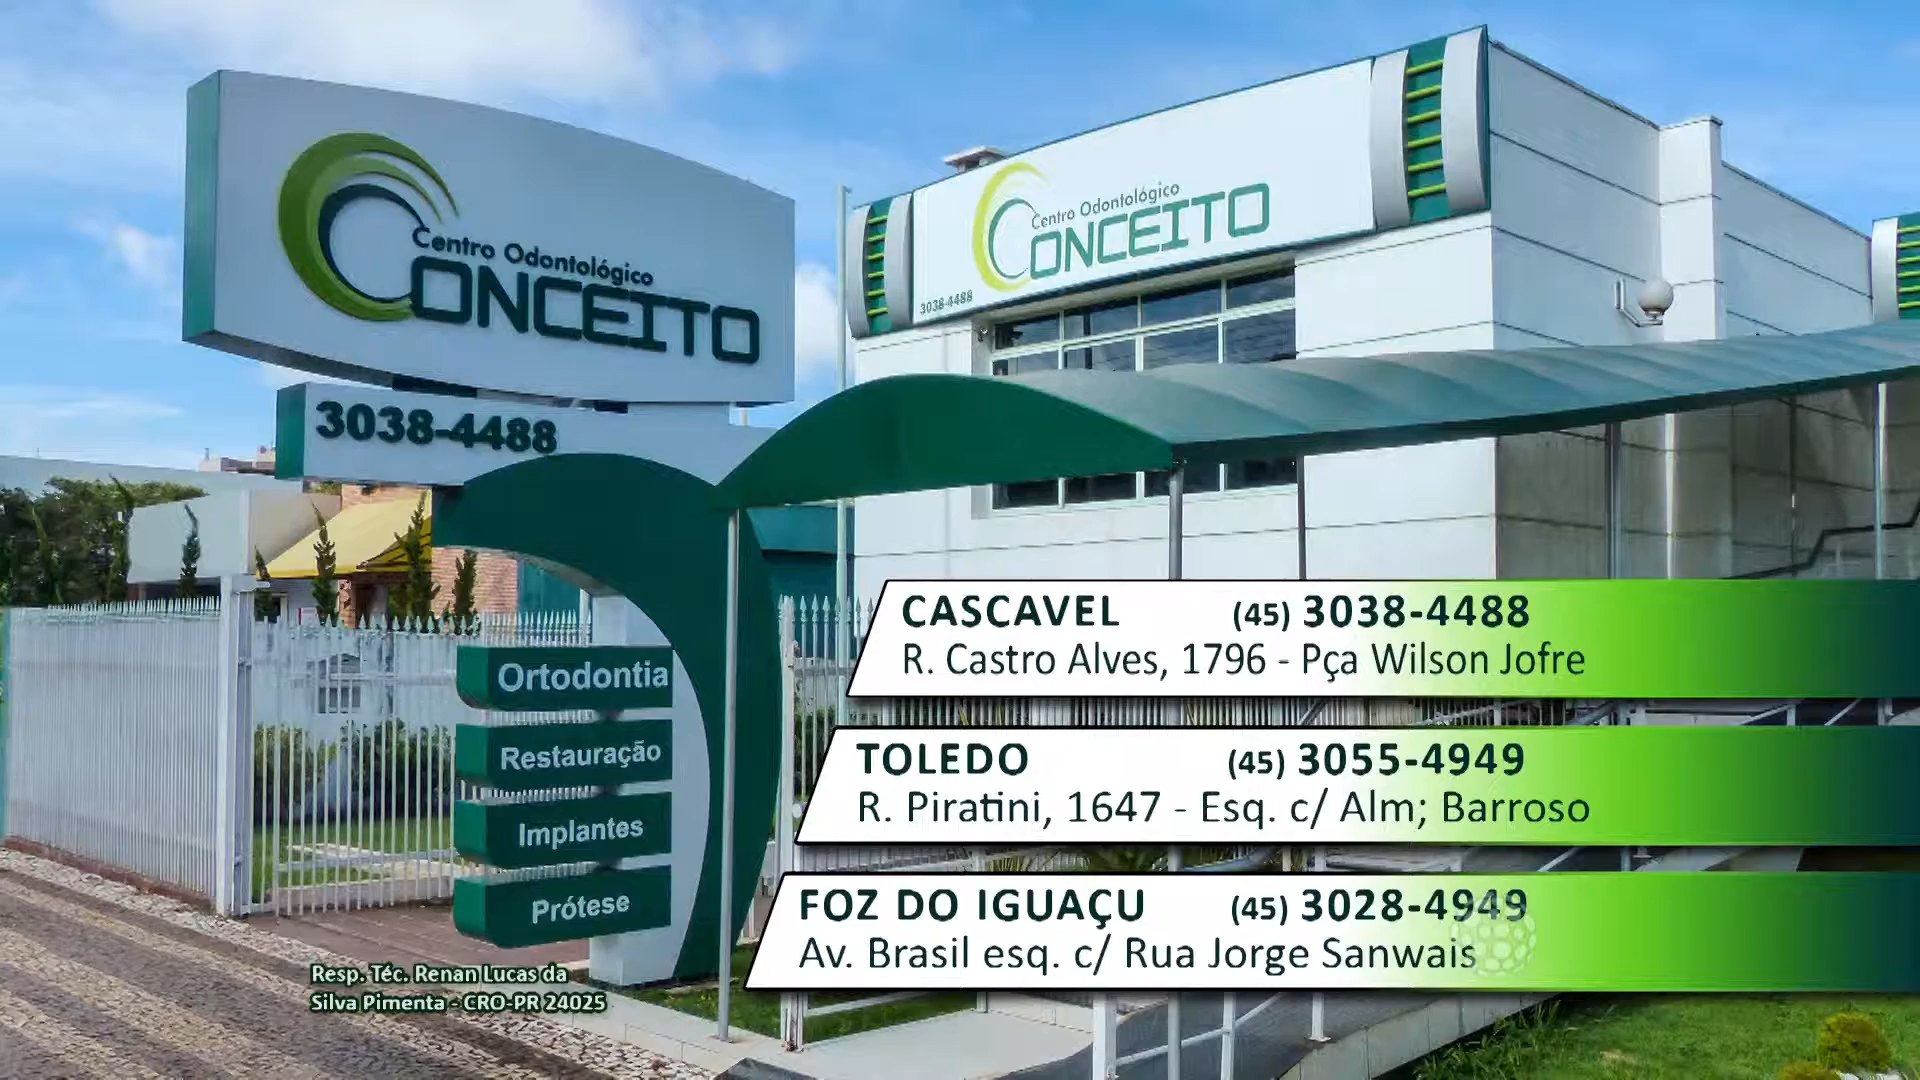 Centro Odontológico
CONCEITO
3038-4488
Centro Odontológico
CONCEITO
3038-4488
Ortodontia
Restauração
Implantes
Prótese
CASCAVEL (45) 3038-4488
R. Castro Alves, 1796 - Pça Wilson Jofre
TOLEDO (45) 3055-4949
R. Piratini, 1647 - Esq. c/ Alm; Barroso
FOZ DO IGUAÇU (45) 3028-4949
Av. Brasil esq. c/ Rua Jorge Sanwais
Resp. Téc. Renan Lucas da
Silva Pimenta - CRO-PR 24025